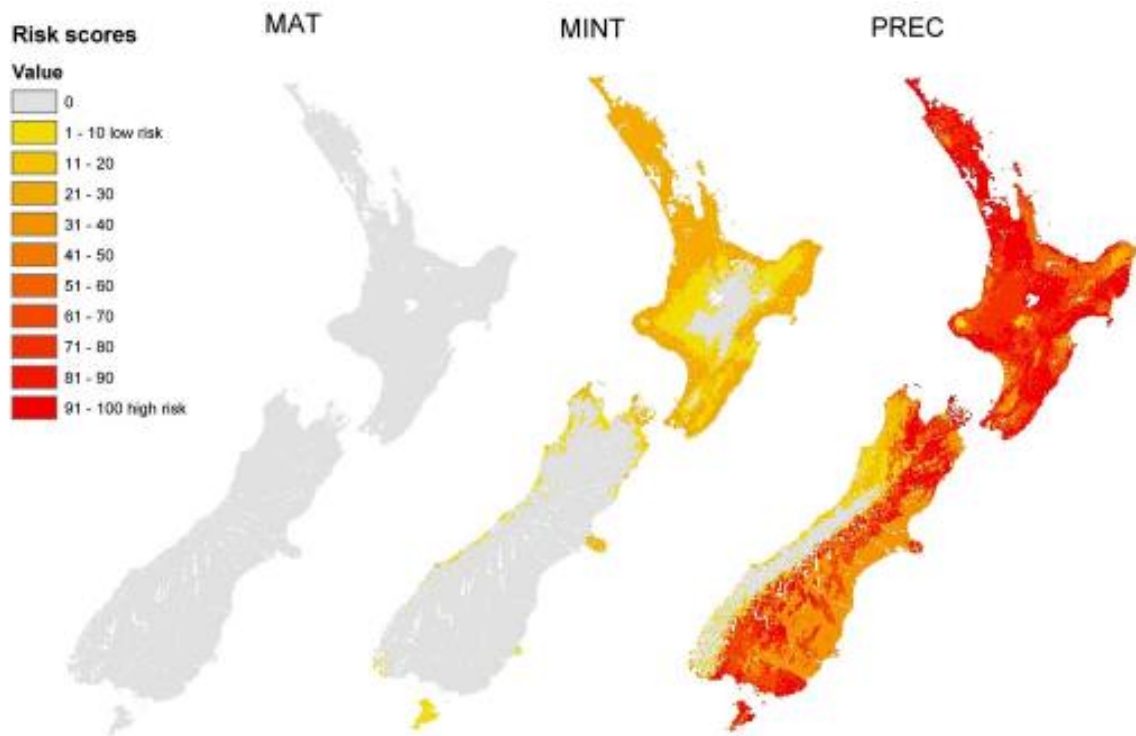 MAT
MINT
PREC
Risk scores
Value
0
1 - 10 low risk
11 - 20
21 - 30
31 - 40
41 - 50
51 - 60
61 - 70
71 - 80
81 - 90
91 - 100 high risk